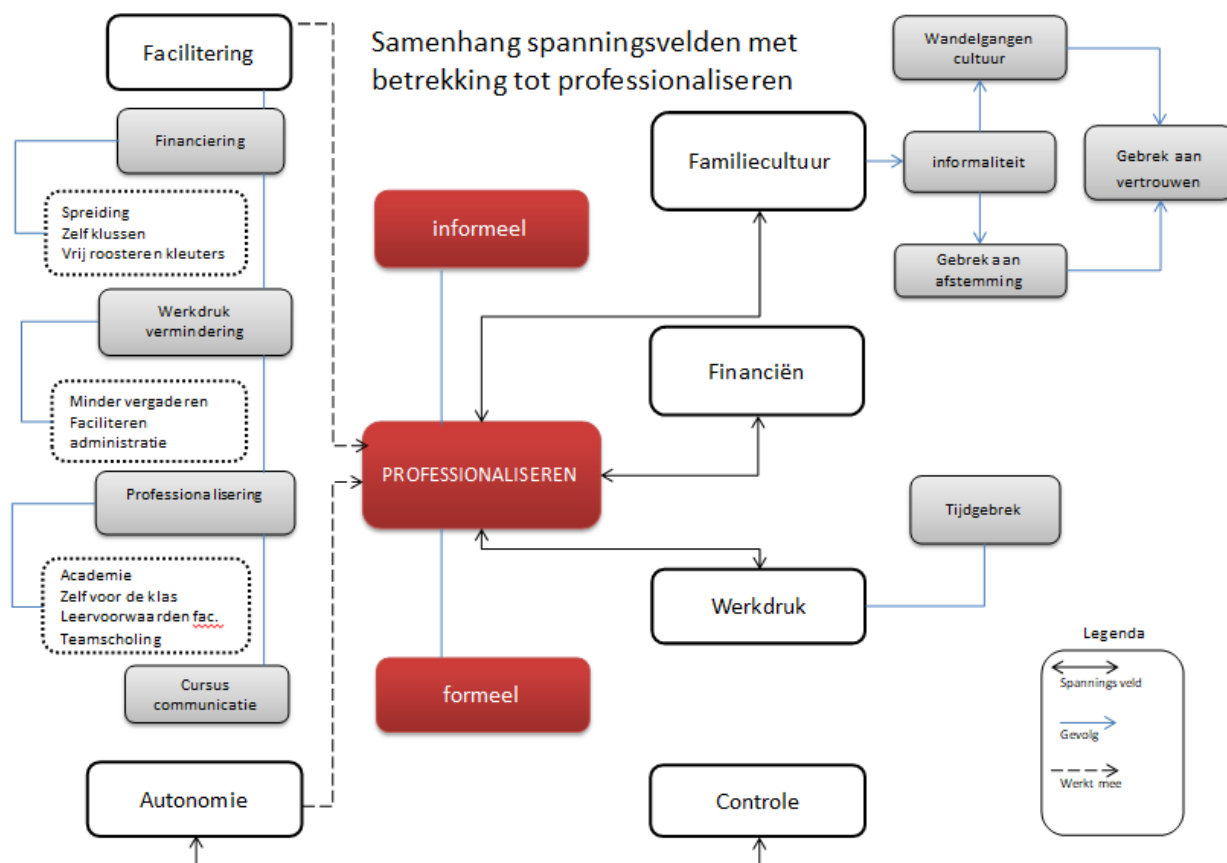 Samenhang spanningsvelden met
betrekking tot professionaliseren
Facilitering
Financiering
Spreiding
Zelf klussen
Vrij roosteren kleuters
Werkdruk
vermindering
Minder vergaderen
Faciliteren
administratie
Professionalisering
Academie
Zelf voor de klas
Leervoorwaarden fac.
Teamscholing
Cursus
communicatie
Autonomie
informeel
PROFESSIONALISEREN
formeel
Familiecultuur
Financiën
Werkdruk
Controle
Wandelgangen
cultuur
informaliteit
Gebrek aan
afstemming
Gebrek aan
vertrouwen
Tijdgebrek
Legenda
Spannings veld
Gevolg
Werkt mee